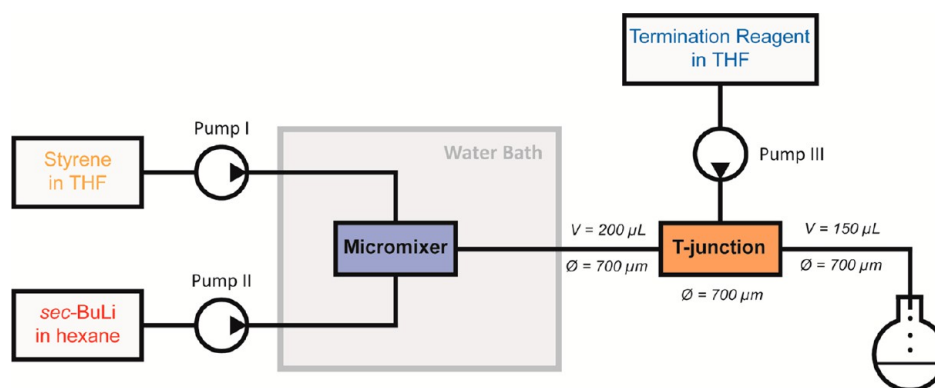 Termination Reagent
in THF
Pump I
Pump III
Water Bath
Styrene
in THF
Micromixer
V = 200 µL
T-junction
V = 150 µL
Ø = 700 µm
Ø = 700 µm
Ø = 700 µm
Pump II
sec-BuLi
in hexane